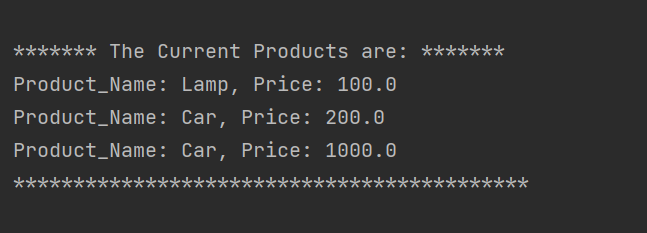 ******* The Current Products are: *******
Product_Name: Lamp, Price: 100.0
Product_Name: Car, Price: 200.0
Product_Name: Car, Price: 1000.0
*******************************************